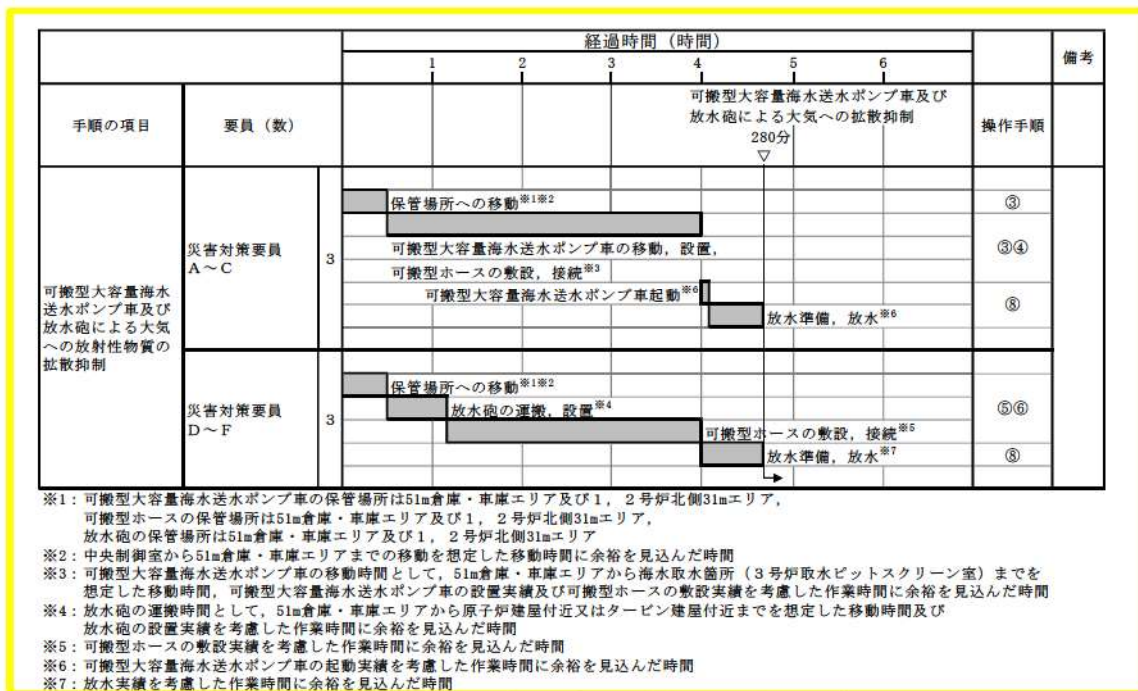 経過時間（時間）
備考
1 2 3 4 5 6
手順の項目
要員（数）
可搬型大容量海水送水ポンプ車及び
放水砲による大気への拡散抑制
280分
▽
操作手順
可搬型大容量海水
送水ポンプ車及び
放水砲による大気
への放射性物質の
拡散抑制
災害対策要員
A～C
3
保管場所への移動※1※2
③
可搬型大容量海水送水ポンプ車の移動，設置，
可搬型ホースの敷設，接続※3
③④
可搬型大容量海水送水ポンプ車起動※6
放水準備，放水※6
⑧
災害対策要員
D～F
3
保管場所への移動※1※2
放水砲の運搬，設置※4
⑤⑥
可搬型ホースの敷設，接続※5
放水準備，放水※7
⑧
※1：可搬型大容量海水送水ポンプ車の保管場所は51m倉庫・車庫エリア及び1，2号炉北側31mエリア，
可搬型ホースの保管場所は51m倉庫・車庫エリア及び1，2号炉北側31mエリア，
放水砲の保管場所は51m倉庫・車庫エリア及び1，2号炉北側31mエリア
※2：中央制御室から51m倉庫・車庫エリアまでの移動を想定した移動時間に余裕を見込んだ時間
※3：可搬型大容量海水送水ポンプ車の移動時間として，51m倉庫・車庫エリアから海水取水箇所（3号炉取水ピットスクリーン室）までを
想定した移動時間，可搬型大容量海水送水ポンプ車の設置実績及び可搬型ホースの敷設実績を考慮した作業時間に余裕を見込んだ時間
※4：放水砲の運搬時間として，51m倉庫・車庫エリアから原子炉建屋付近又はタービン建屋付近までを想定した移動時間及び
放水砲の設置実績を考慮した作業時間に余裕を見込んだ時間
※5：可搬型ホースの敷設実績を考慮した作業時間に余裕を見込んだ時間
※6：可搬型大容量海水送水ポンプ車の起動実績を考慮した作業時間に余裕を見込んだ時間
※7：放水実績を考慮した作業時間に余裕を見込んだ時間